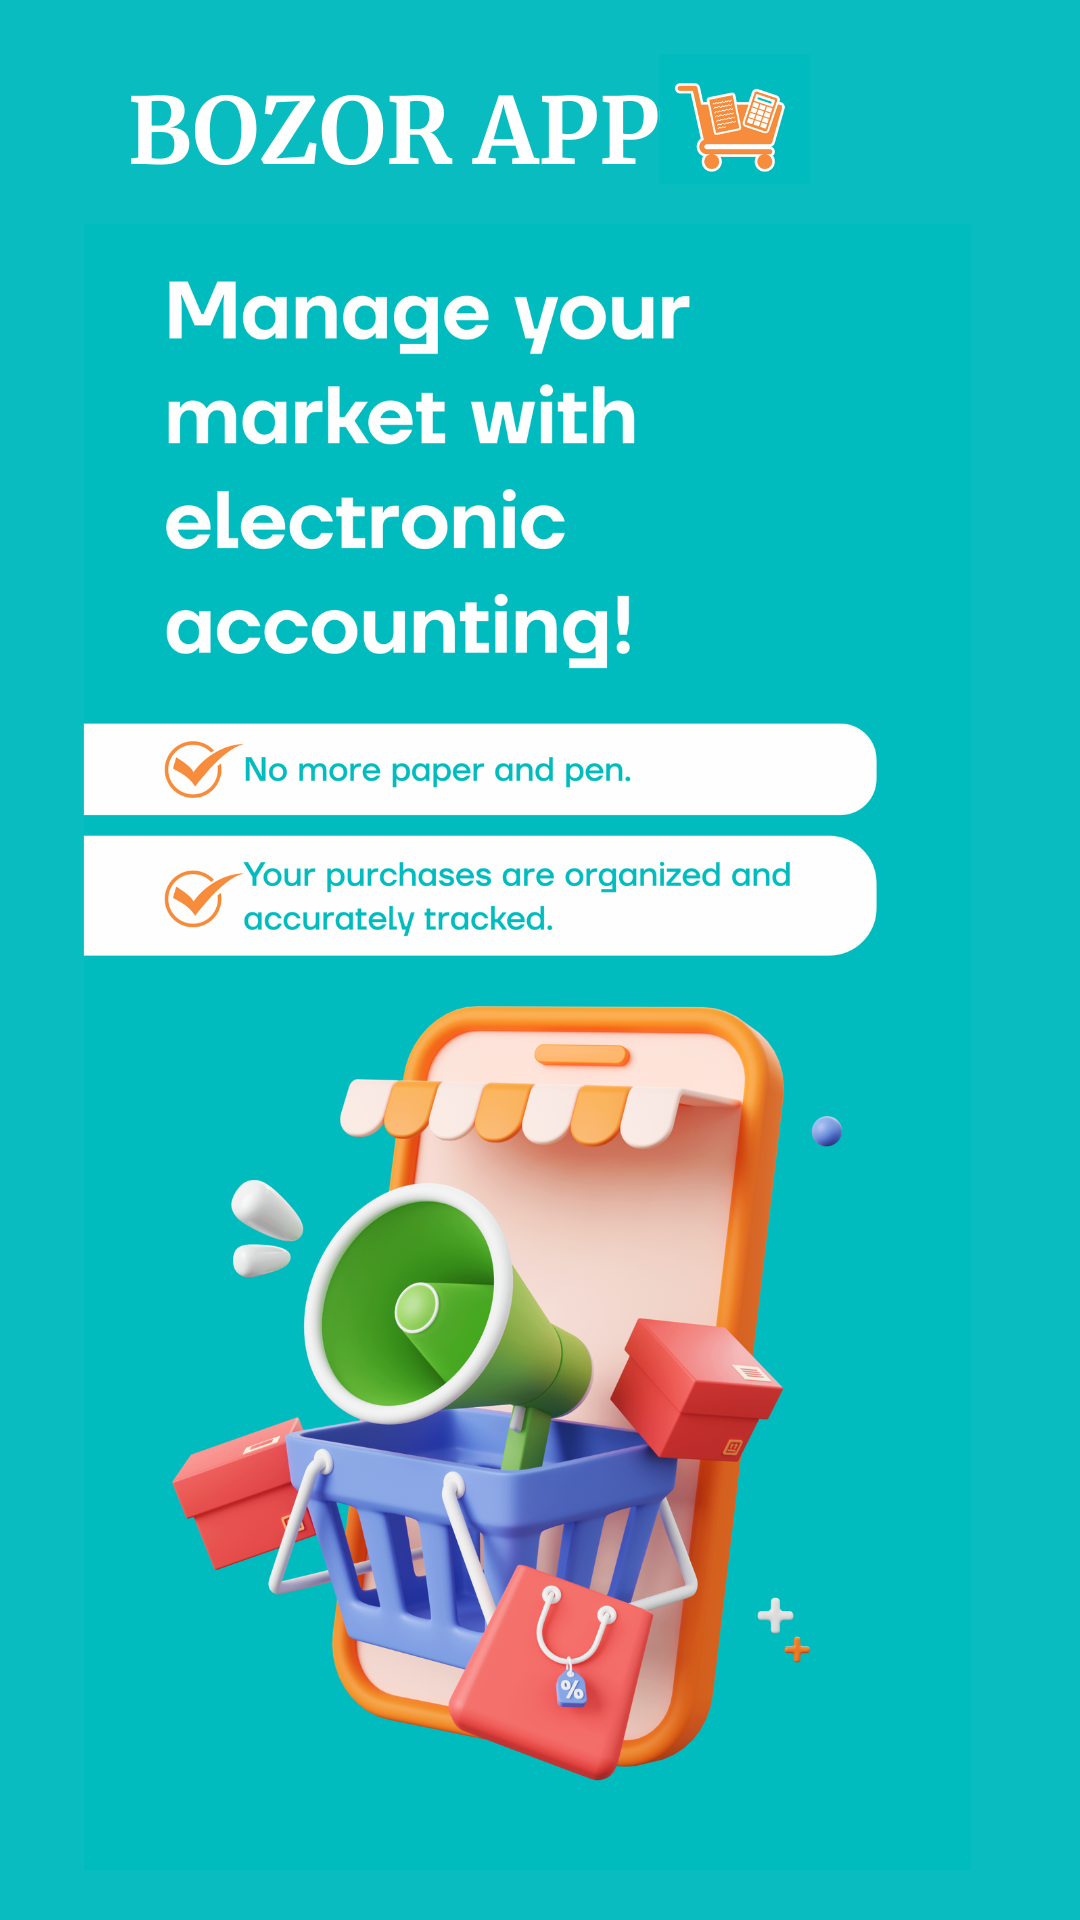 BOZOR APP
Manage your
market with
electronic
accounting!
No more paper and pen.
Your purchases are organized and
accurately tracked.
%